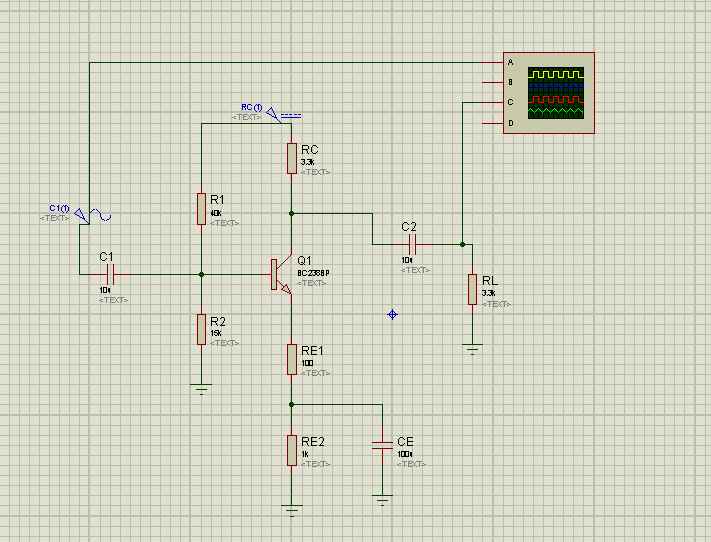 A
B
C
D
RC(1)
<TEXT>
RC
3.3k
<TEXT>
R1
40k
<TEXT>
C1(1)
<TEXT>
C2
10u
<TEXT>
C1
10u
<TEXT>
Q1
BC238BP
<TEXT>
RL
3.3k
<TEXT>
R2
15k
<TEXT>
RE1
100
<TEXT>
RE2
1k
<TEXT>
CE
100u
<TEXT>